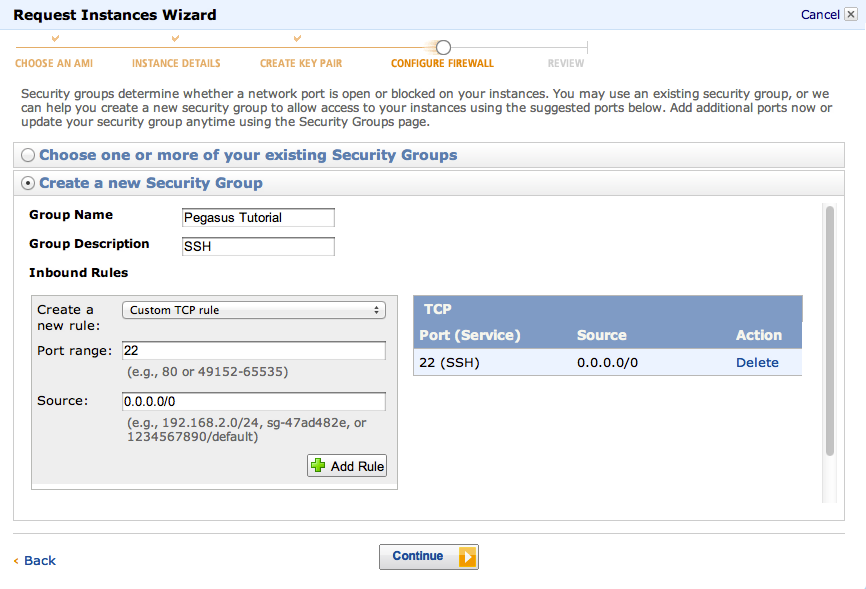 Request Instances Wizard
Cancel
CHOOSE AN AMI INSTANCE DETAILS CREATE KEY PAIR CONFIGURE FIREWALL REVIEW
Security groups determine whether a network port is open or blocked on your instances. You may use an existing security group, or we
can help you create a new security group to allow access to your instances using the suggested ports below. Add additional ports now or
update your security group anytime using the Security Groups page.
Choose one or more of your existing Security Groups
Create a new Security Group
Group Name Pegasus Tutorial
Group Description SSH
Inbound Rules
Create a
new rule:
Custom TCP rule
Port range: 22
(e.g., 80 or 49152-65535)
Source: 0.0.0.0/0
(e.g., 192.168.2.0/24, sg-47ad482e, or
1234567890/default)
Add Rule
TCP
Port (Service) Source Action
22 (SSH) 0.0.0.0/0 Delete
‹ Back
Continue